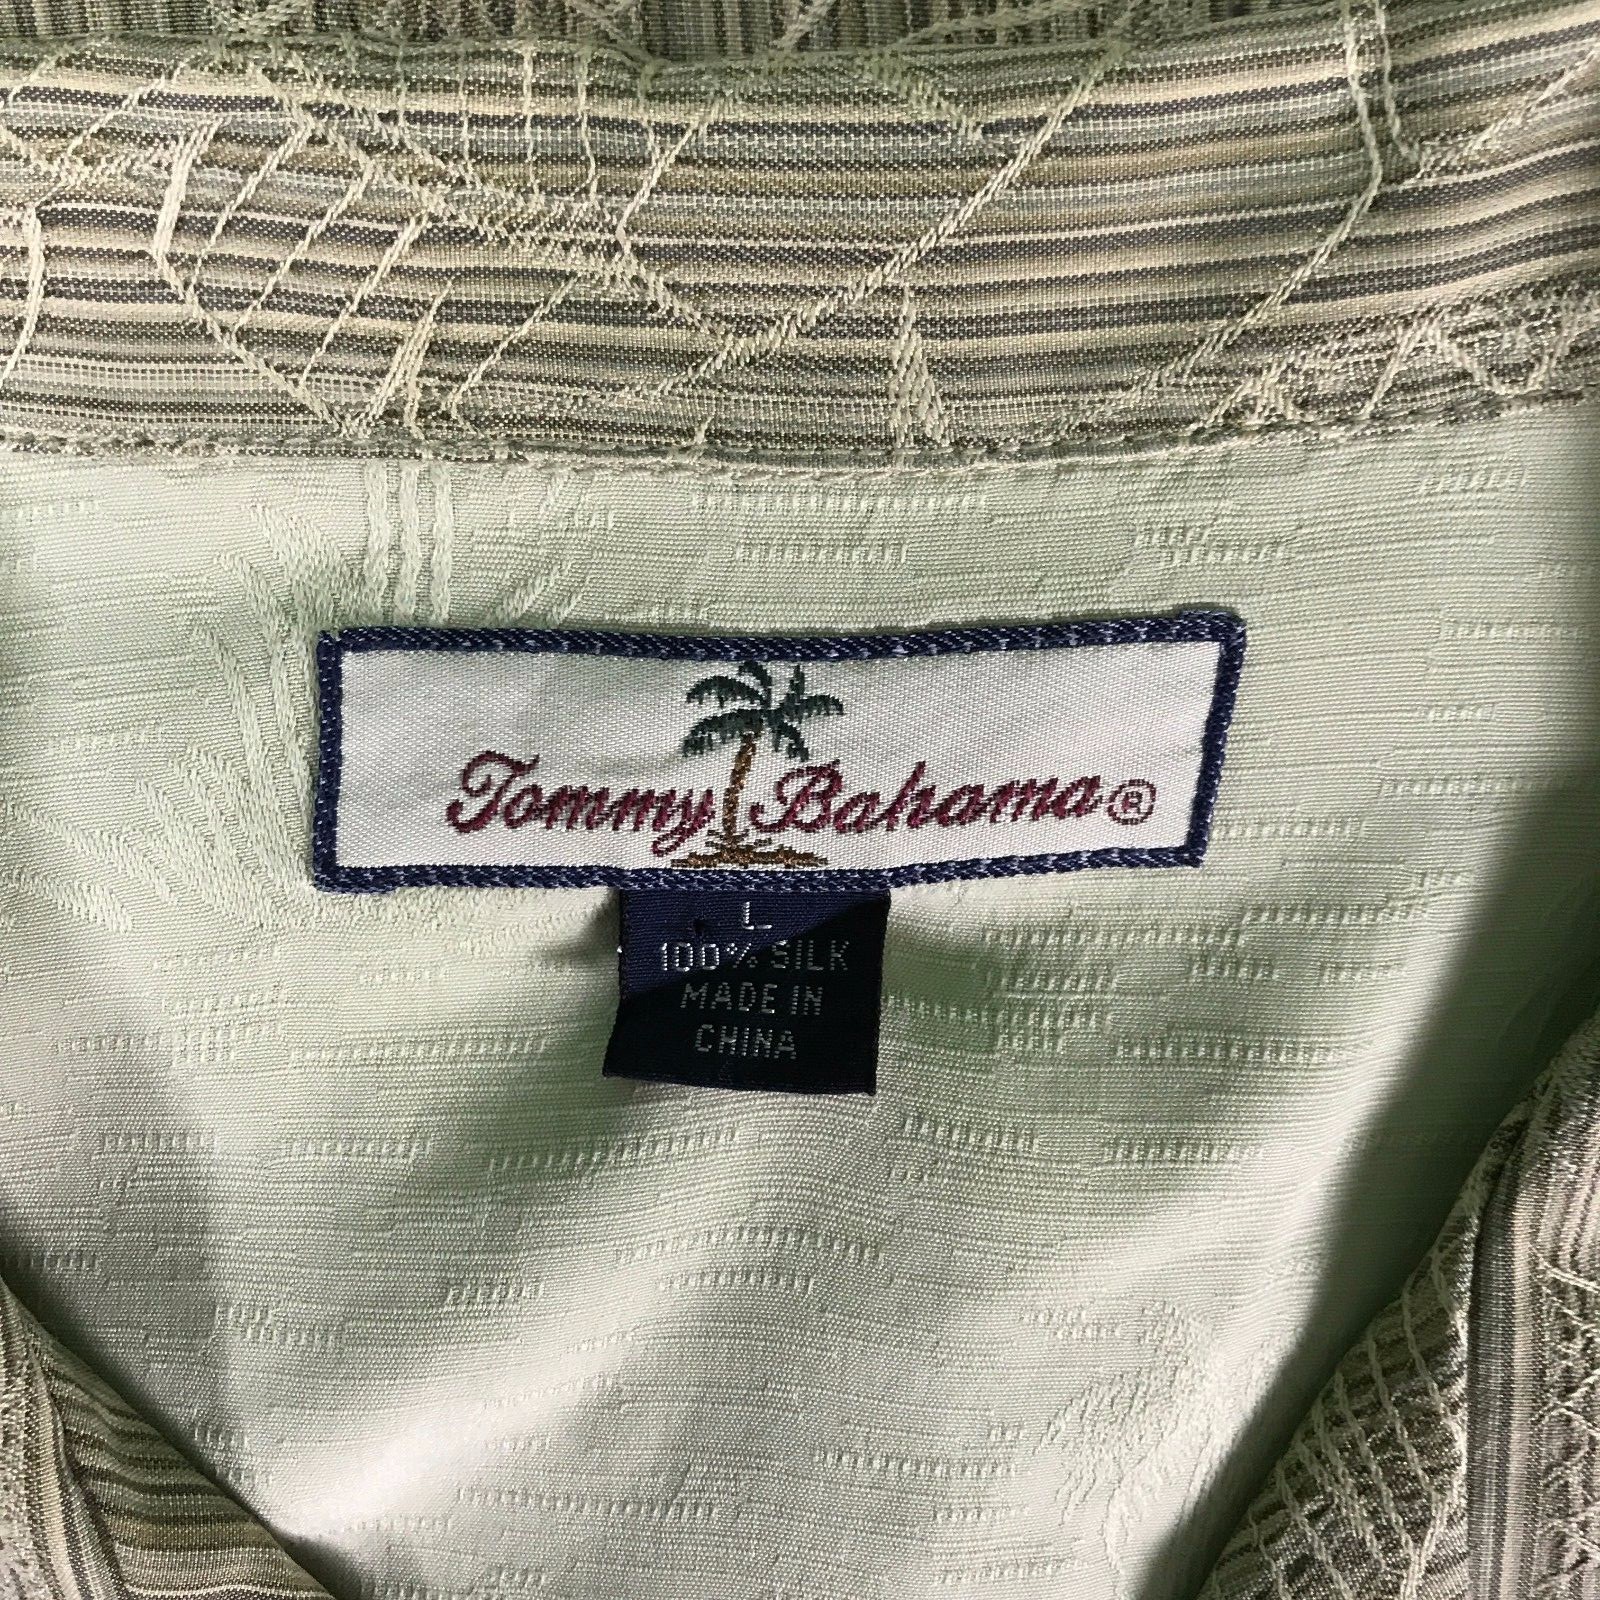 Tommy Bahama®
L
100% SILK
MADE IN
CHINA